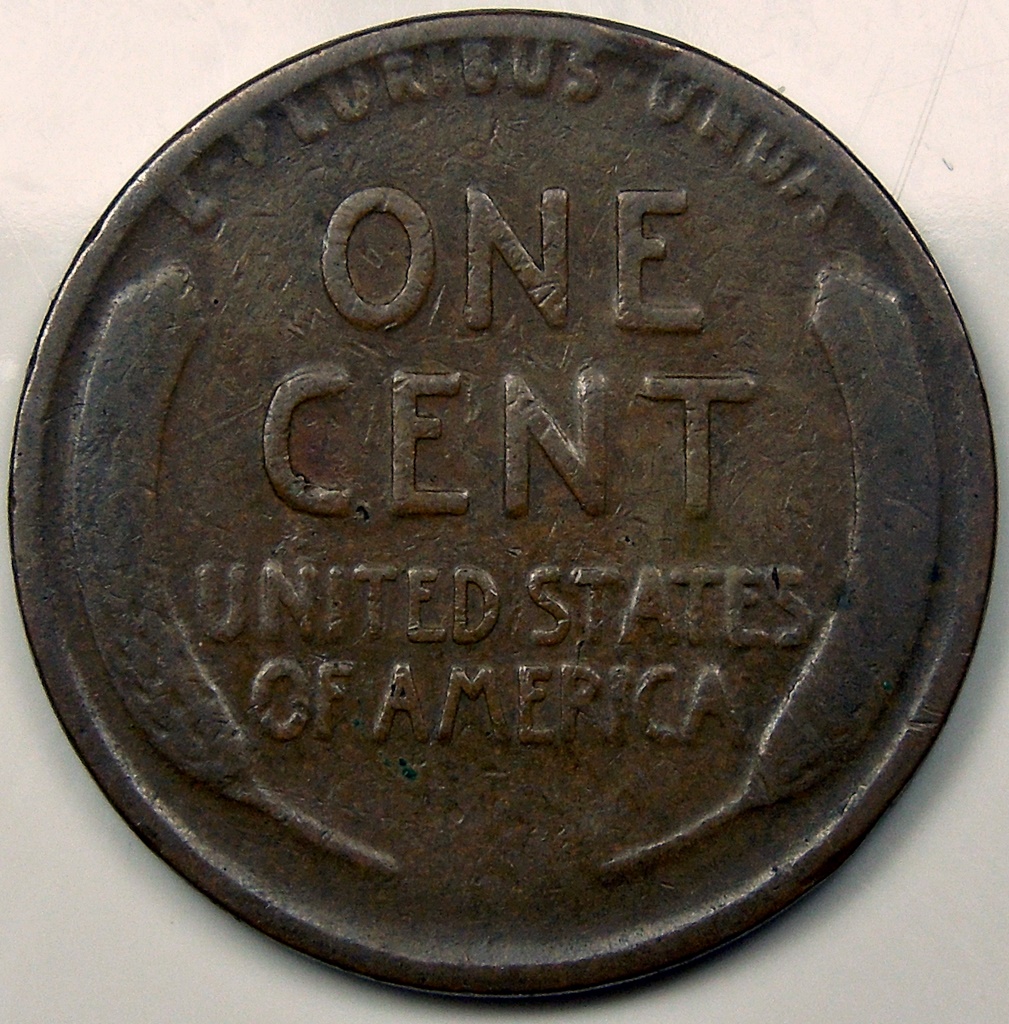 E·PLURIBUS·UNUM
ONE
CENT
UNITED STATES
OF AMERICA